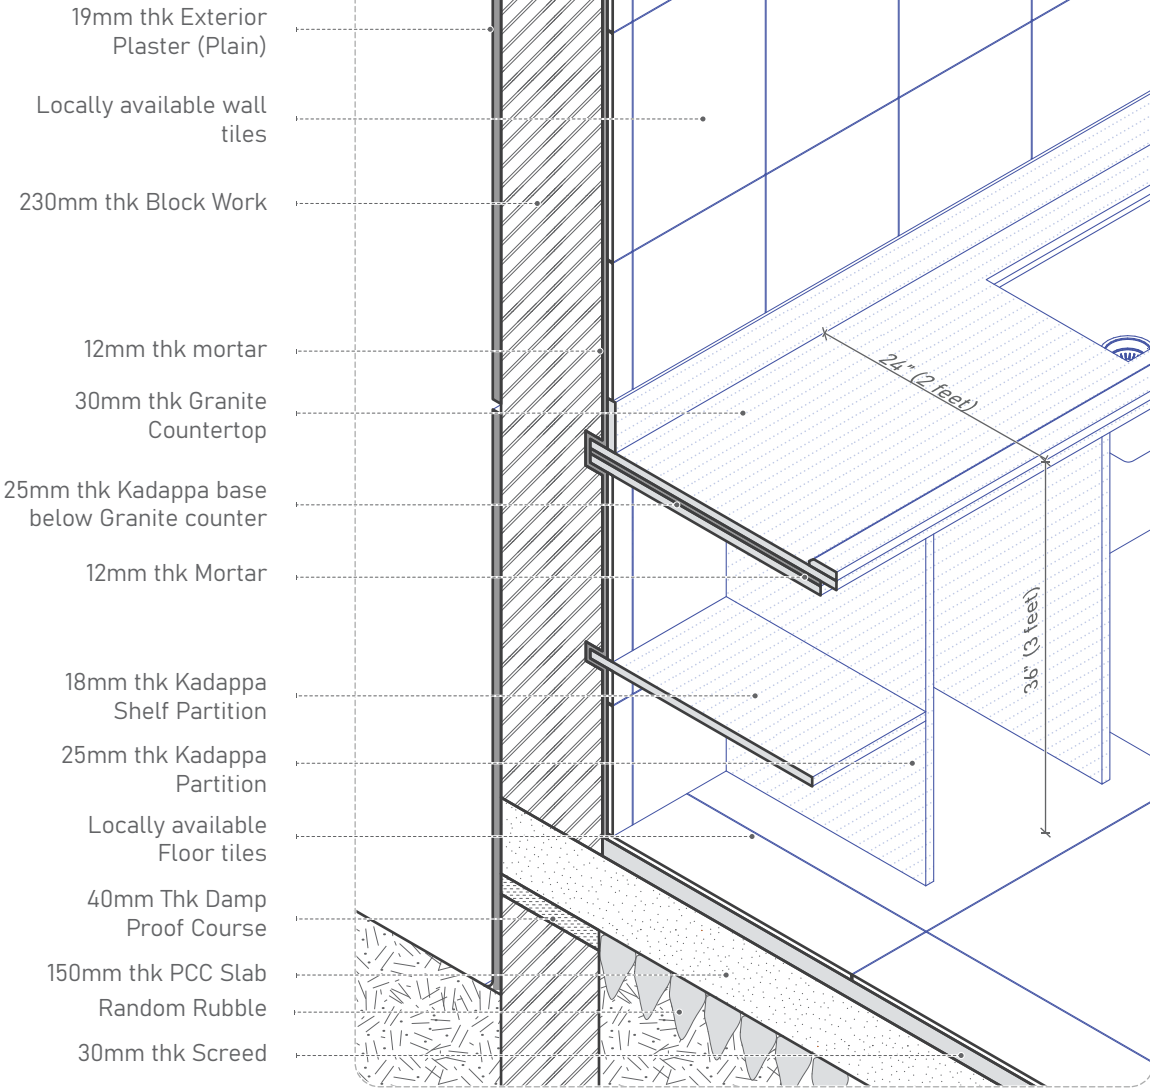 19mm thk Exterior
Plaster (Plain)
Locally available wall
tiles
230mm thk Block Work
12mm thk mortar
30mm thk Granite
Countertop
25mm thk Kadappa base
below Granite counter
12mm thk Mortar
18mm thk Kadappa
Shelf Partition
25mm thk Kadappa
Partition
Locally available
Floor tiles
40mm Thk Damp
Proof Course
150mm thk PCC Slab
Random Rubble
30mm thk Screed
24" (2 feet)
36" (3 feet)